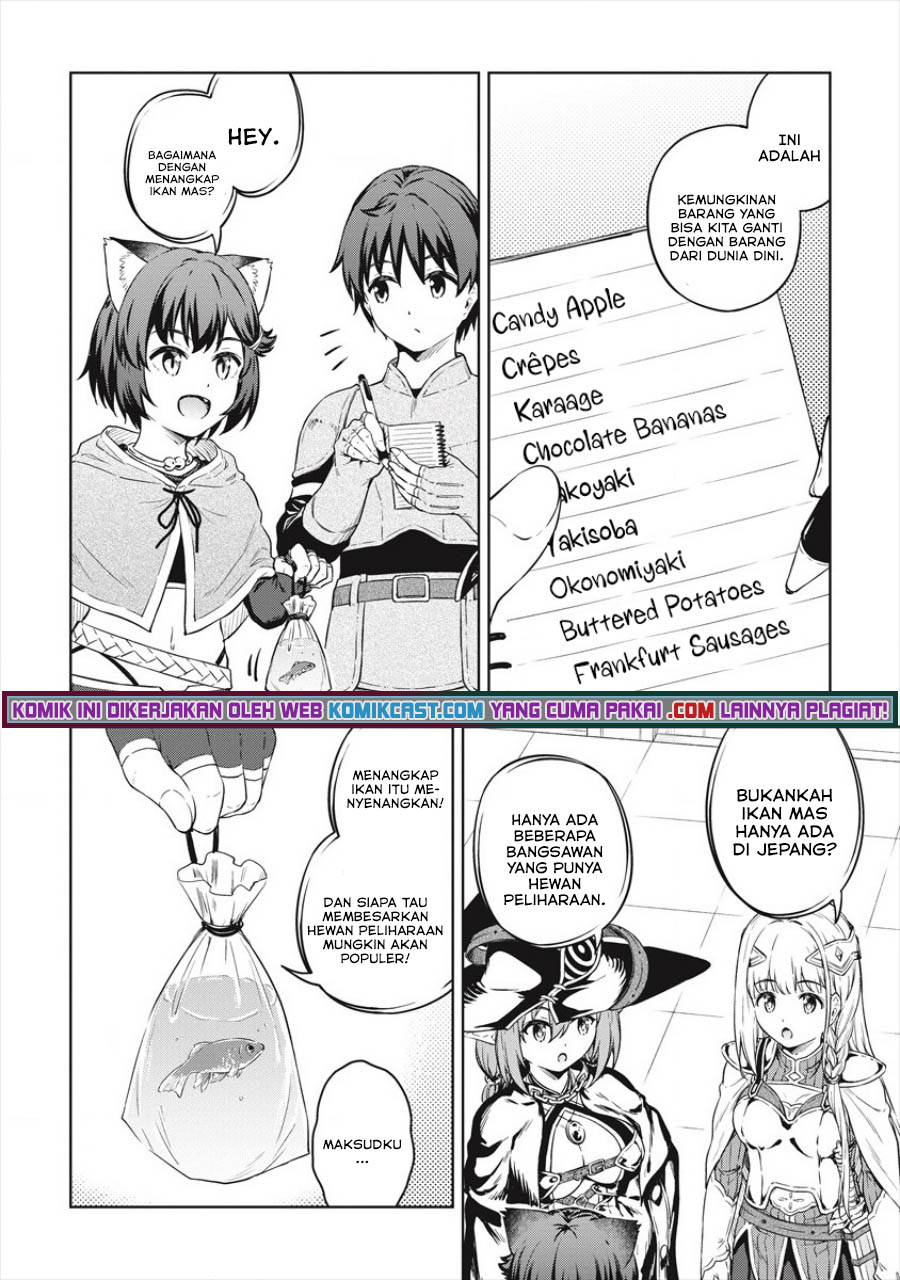 INI
ADALAH
KEMUNGKINAN
BARANG YANG
BISA KITA GANTI
DENGAN BARANG
DARI DUNIA DINI.
Candy Apple
Crêpes
Karaage
Chocolate Bananas
akoyaki
Yakisoba
Okonomiyaki
Buttered Potatoes
Frankfurt Sausages
HEY.
BAGAIMANA
DENGAN
MENANGKAP
IKAN MAS?
KOMIK INI DIKERJAKAN OLEH WEB KOMIKCAST.COM YANG CUMA PAKAI .COM LAINNYA PLAGIAT!
BUKANKAH
IKAN MAS
HANYA ADA
DI JEPANG?
HANYA ADA
BEBERAPA
BANGSAWAN
YANG PUNYA
HEWAN
PELIHARAAN.
MENANGKAP
IKAN ITU ME-
NYENANGKAN!
DAN SIAPA TAU
MEMBESARKAN
HEWAN PELIHARAAN
MUNGKIN AKAN
POPULER!
MAKSUDKU
...